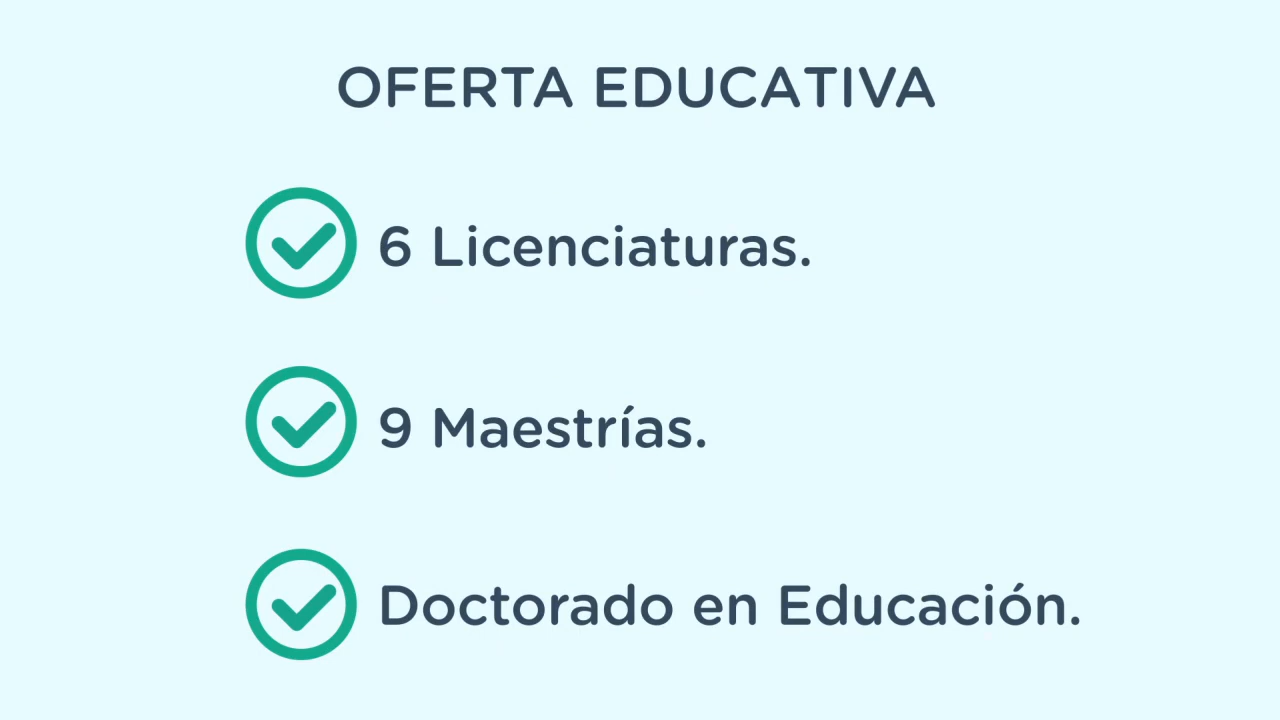 OFERTA EDUCATIVA
6 Licenciaturas.
9 Maestrías.
Doctorado en Educación.